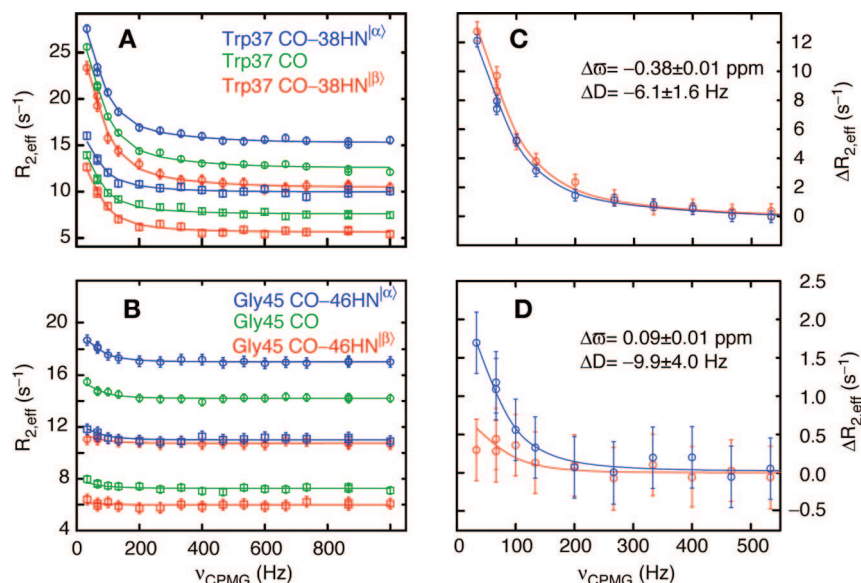 A
Trp37 CO–38HN|α⟩
Trp37 CO
Trp37 CO–38HN|β⟩
R2,eff (s–1)
25
20
15
10
5
C
Δϖ= –0.38±0.01 ppm
ΔD= –6.1±1.6 Hz
12
10
8
6
4
2
0
ΔR2,eff (s–1)
B
Gly45 CO–46HN|α⟩
Gly45 CO
Gly45 CO–46HN|β⟩
R2,eff (s–1)
20
16
12
8
4
0 200 400 600 800
νCPMG (Hz)
D
Δϖ= 0.09±0.01 ppm
ΔD= –9.9±4.0 Hz
2.5
2.0
1.5
1.0
0.5
0.0
–0.5
ΔR2,eff (s–1)
0 100 200 300 400 500
νCPMG (Hz)